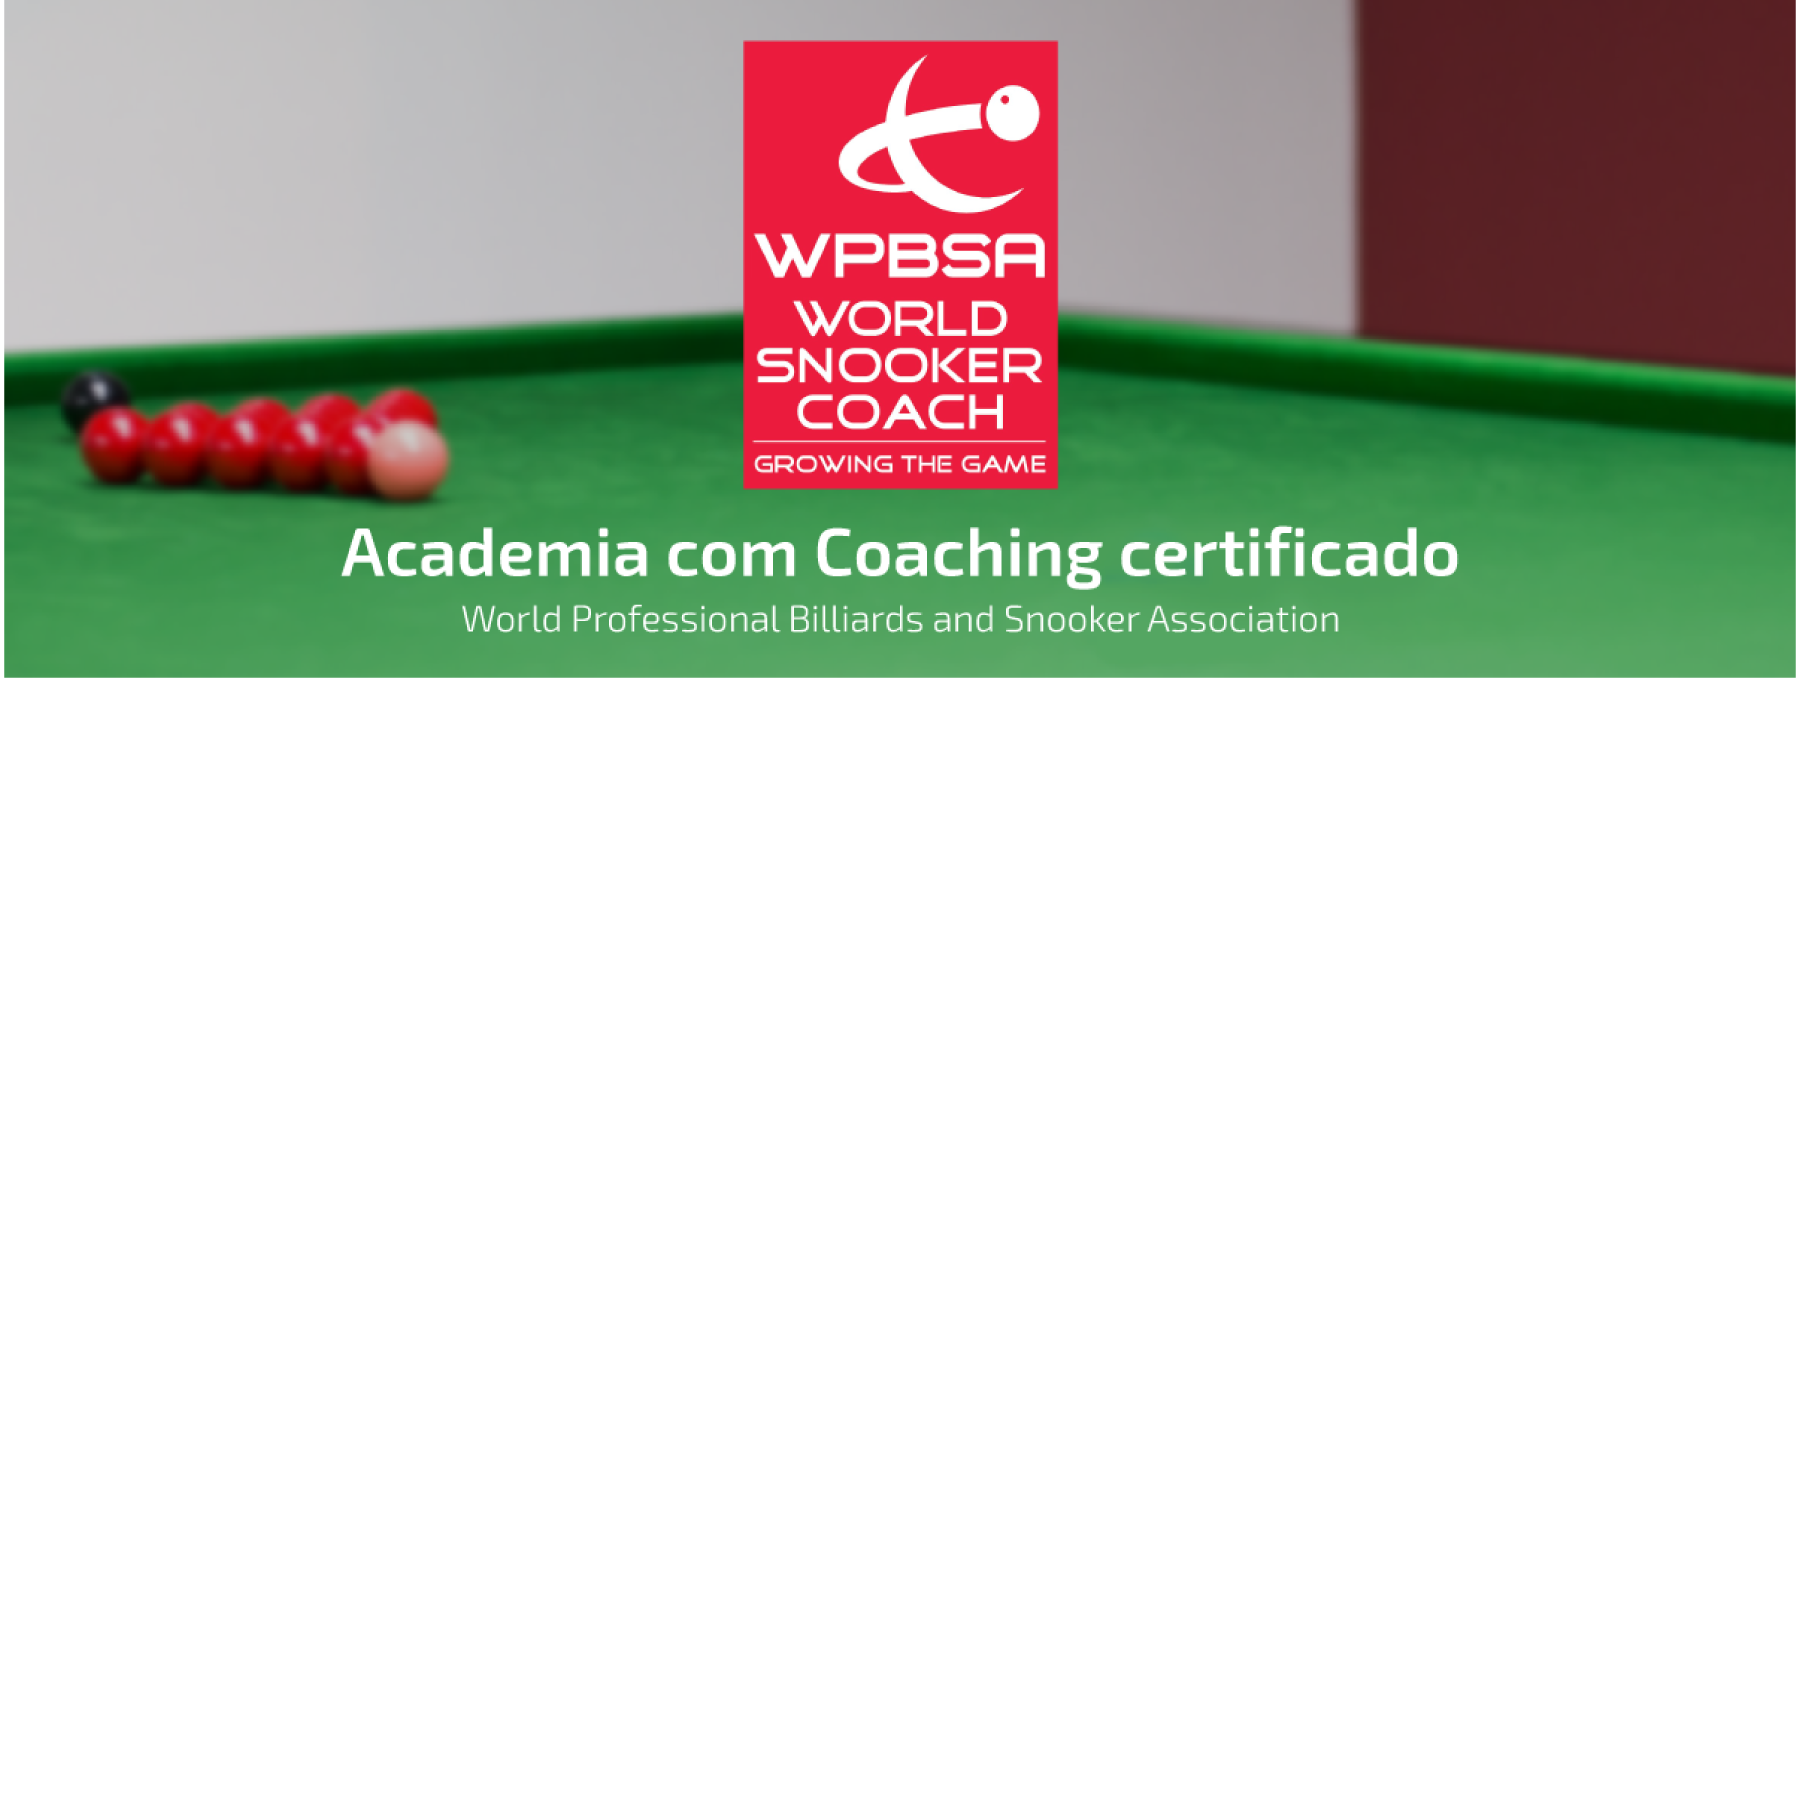 WPBSA
WORLD
SNOOKER
COACH
GROWING THE GAME
Academia com Coaching certificado
World Professional Billiards and Snooker Association